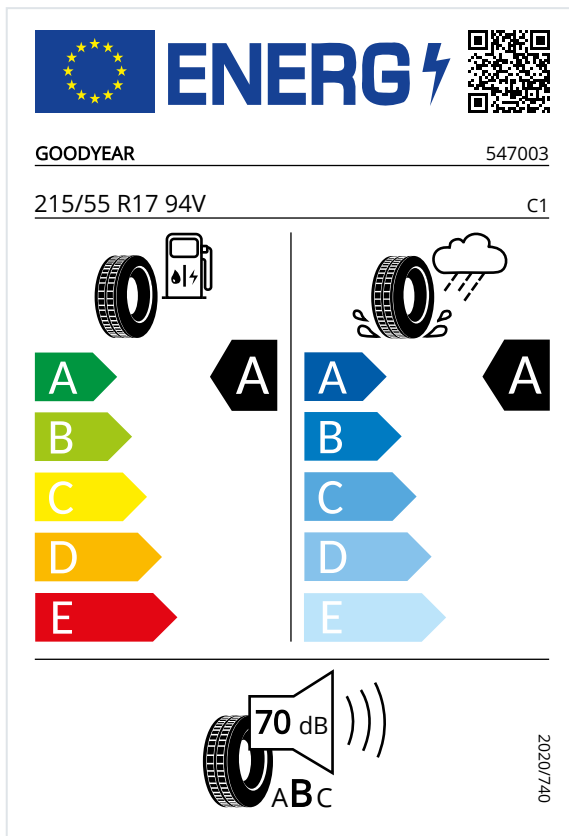 ENERG
GOODYEAR 547003
215/55 R17 94V C1
A A A A
B B
C C
D D
E E
70 dB
ABC
2020/740